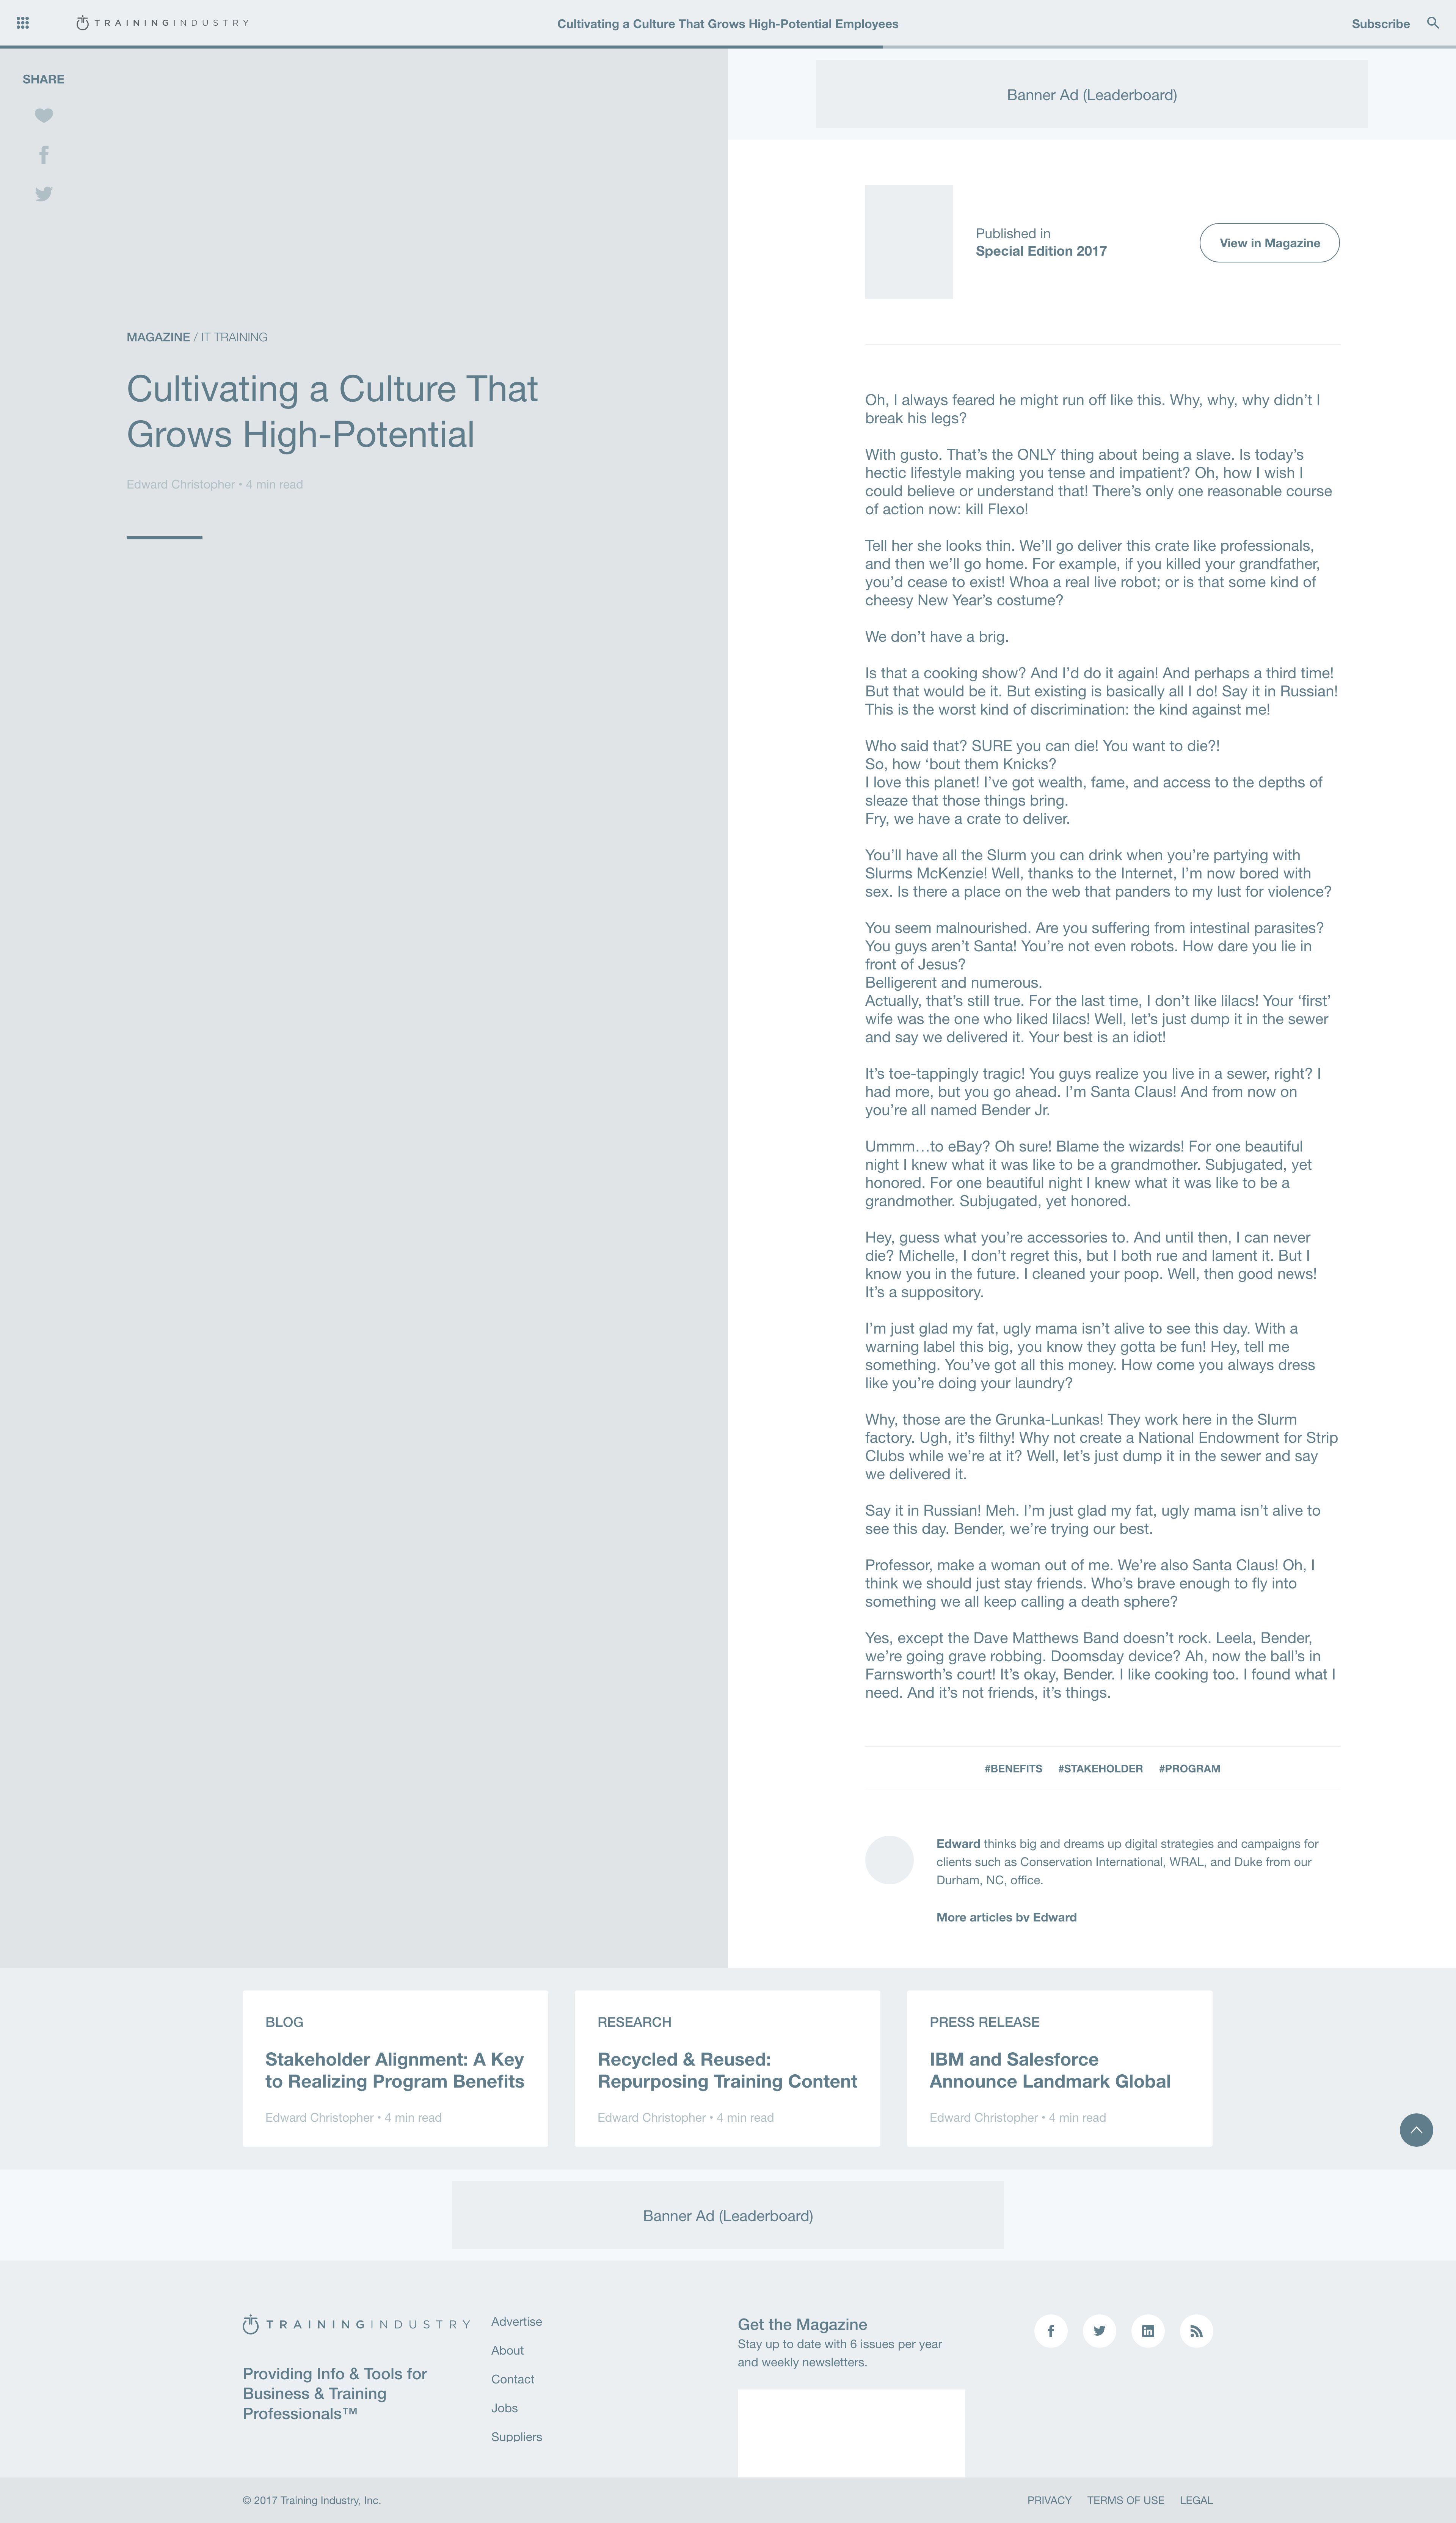 TRAININGINDUSTRY
Cultivating a Culture That Grows High-Potential Employees
Subscribe
SHARE
MAGAZINE / IT TRAINING
Cultivating a Culture That
Grows High-Potential
Edward Christopher • 4 min read
Banner Ad (Leaderboard)
Published in
Special Edition 2017
View in Magazine
Oh, I always feared he might run off like this. Why, why, why didn’t I
break his legs?
With gusto. That’s the ONLY thing about being a slave. Is today’s
hectic lifestyle making you tense and impatient? Oh, how I wish I
could believe or understand that! There’s only one reasonable course
of action now: kill Flexo!
Tell her she looks thin. We’ll go deliver this crate like professionals,
and then we’ll go home. For example, if you killed your grandfather,
you’d cease to exist! Whoa a real live robot; or is that some kind of
cheesy New Year’s costume?
We don’t have a brig.
Is that a cooking show? And I’d do it again! And perhaps a third time!
But that would be it. But existing is basically all I do! Say it in Russian!
This is the worst kind of discrimination: the kind against me!
Who said that? SURE you can die! You want to die?!
So, how ‘bout them Knicks?
I love this planet! I’ve got wealth, fame, and access to the depths of
sleaze that those things bring.
Fry, we have a crate to deliver.
You’ll have all the Slurm you can drink when you’re partying with
Slurms McKenzie! Well, thanks to the Internet, I’m now bored with
sex. Is there a place on the web that panders to my lust for violence?
You seem malnourished. Are you suffering from intestinal parasites?
You guys aren’t Santa! You’re not even robots. How dare you lie in
front of Jesus?
Belligerent and numerous.
Actually, that’s still true. For the last time, I don’t like lilacs! Your ‘first’
wife was the one who liked lilacs! Well, let’s just dump it in the sewer
and say we delivered it. Your best is an idiot!
It’s toe-tappingly tragic! You guys realize you live in a sewer, right? I
had more, but you go ahead. I’m Santa Claus! And from now on
you’re all named Bender Jr.
Ummm…to eBay? Oh sure! Blame the wizards! For one beautiful
night I knew what it was like to be a grandmother. Subjugated, yet
honored. For one beautiful night I knew what it was like to be a
grandmother. Subjugated, yet honored.
Hey, guess what you’re accessories to. And until then, I can never
die? Michelle, I don’t regret this, but I both rue and lament it. But I
know you in the future. I cleaned your poop. Well, then good news!
It’s a suppository.
I’m just glad my fat, ugly mama isn’t alive to see this day. With a
warning label this big, you know they gotta be fun! Hey, tell me
something. You’ve got all this money. How come you always dress
like you’re doing your laundry?
Why, those are the Grunka-Lunkas! They work here in the Slurm
factory. Ugh, it’s filthy! Why not create a National Endowment for Strip
Clubs while we’re at it? Well, let’s just dump it in the sewer and say
we delivered it.
Say it in Russian! Meh. I’m just glad my fat, ugly mama isn’t alive to
see this day. Bender, we’re trying our best.
Professor, make a woman out of me. We’re also Santa Claus! Oh, I
think we should just stay friends. Who’s brave enough to fly into
something we all keep calling a death sphere?
Yes, except the Dave Matthews Band doesn’t rock. Leela, Bender,
we’re going grave robbing. Doomsday device? Ah, now the ball’s in
Farnsworth’s court! It’s okay, Bender. I like cooking too. I found what I
need. And it’s not friends, it’s things.
#BENEFITS #STAKEHOLDER #PROGRAM
Edward thinks big and dreams up digital strategies and campaigns for
clients such as Conservation International, WRAL, and Duke from our
Durham, NC, office.
More articles by Edward
BLOG
Stakeholder Alignment: A Key
to Realizing Program Benefits
Edward Christopher • 4 min read
RESEARCH
Recycled & Reused:
Repurposing Training Content
Edward Christopher • 4 min read
PRESS RELEASE
IBM and Salesforce
Announce Landmark Global
Edward Christopher • 4 min read
Banner Ad (Leaderboard)
TRAININGINDUSTRY
Providing Info & Tools for
Business & Training
Professionals™
Advertise
About
Contact
Jobs
Suppliers
Get the Magazine
Stay up to date with 6 issues per year
and weekly newsletters.
© 2017 Training Industry, Inc.
PRIVACY TERMS OF USE LEGAL